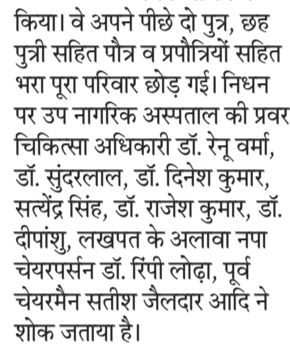 किया। वे अपने पीछे दो पुत्र, छह
पुत्री सहित पौत्र व प्रपौत्रियों सहित
भरा पूरा परिवार छोड़ गई। निधन
पर उप नागरिक अस्पताल की प्रवर
चिकित्सा अधिकारी डॉ. रेनू वर्मा,
डॉ. सुंदरलाल, डॉ. दिनेश कुमार,
सत्येंद्र सिंह, डॉ. राजेश कुमार, डॉ.
दीपांशु, लखपत के अलावा नपा
चेयरपर्सन डॉ. रिंपी लोढ़ा, पूर्व
चेयरमैन सतीश जैलदार आदि ने
शोक जताया है।